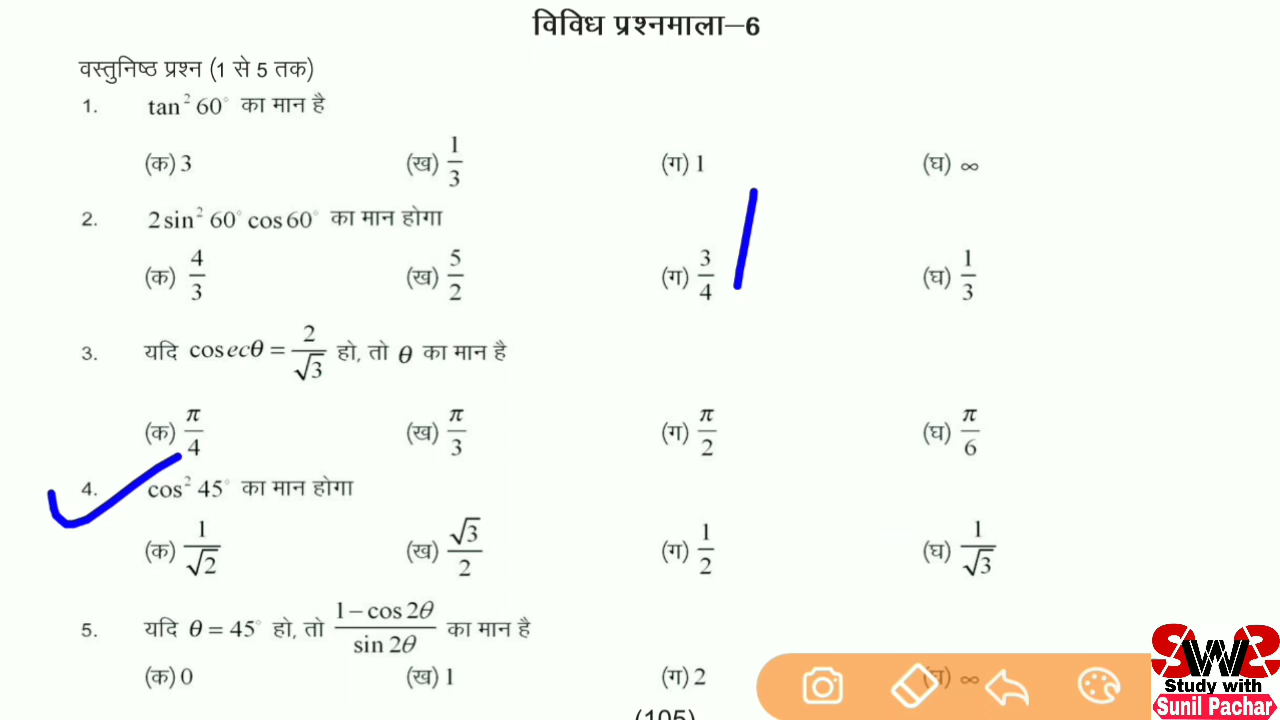 विविध प्रश्नमाला–6
वस्तुनिष्ठ प्रश्न (1 से 5 तक)
1. tan² 60° का मान है
(क) 3 (ख) 1/3 (ग) 1 (घ) ∞
2. 2 sin² 60° cos 60° का मान होगा
(क) 4/3 (ख) 5/2 (ग) 3/4 (घ) 1/3
3. यदि cosecθ = 2/√3 हो, तो θ का मान है
(क) π/4 (ख) π/3 (ग) π/2 (घ) π/6
4. cos² 45° का मान होगा
(क) 1/√2 (ख) √3/2 (ग) 1/2 (घ) 1/√3
5. यदि θ = 45° हो, तो (1 – cos 2θ)/(sin 2θ) का मान है
(क) 0 (ख) 1 (ग) 2 (घ) ∞
(105)
SWS
Study with
Sunil Pachar